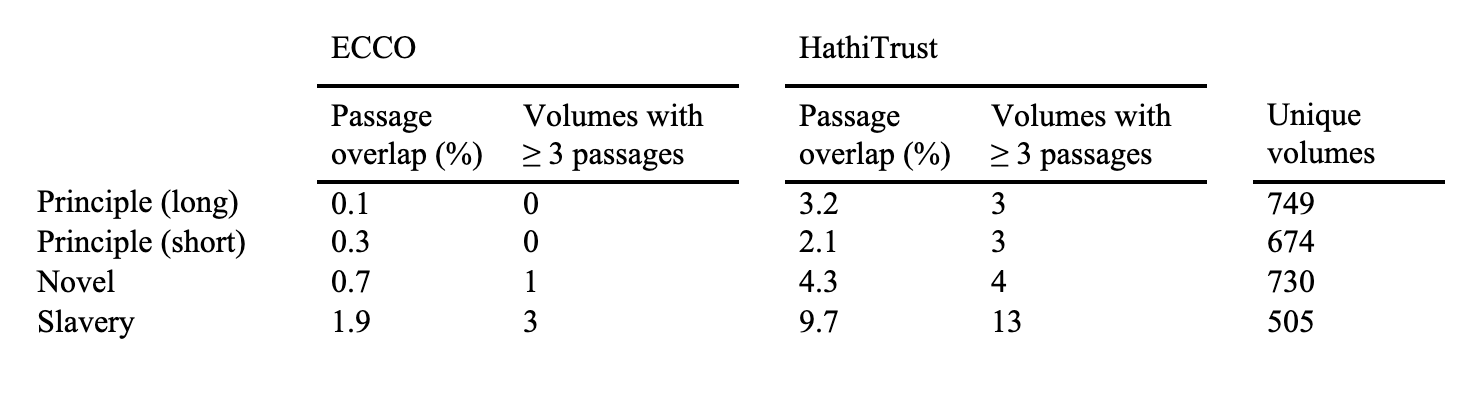 ECCO HathiTrust
Passage Volumes with Passage Volumes with Unique
overlap (%) ≥ 3 passages overlap (%) ≥ 3 passages volumes
Principle (long) 0.1 0 3.2 3 749
Principle (short) 0.3 0 2.1 3 674
Novel 0.7 1 4.3 4 730
Slavery 1.9 3 9.7 13 505